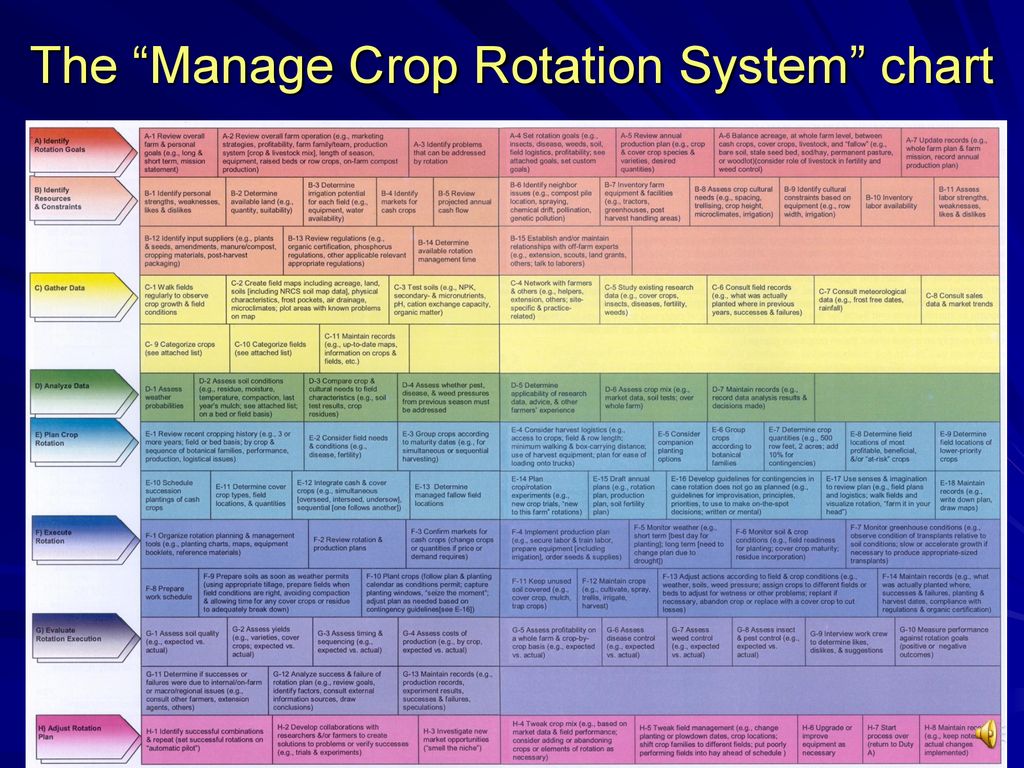 The “Manage Crop Rotation System” chart
A) Identify
Rotation Goals
A-1 Review overall
farm & personal
goals (e.g., long &
short term, mission
statement)
A-2 Review overall farm operation (e.g., marketing
strategies, profitability, farm family/team, production
system [crop & livestock mix], length of season,
equipment, raised beds or row crops, on-farm compost
production)
A-3 Identify problems
that can be addressed
by rotation
A-4 Set rotation goals (e.g.,
insects, disease, weeds, soil,
field logistics, profitability; see
attached goals, set custom
goals)
A-5 Review annual
production plan (e.g., crop
& cover crop species &
varieties, desired
quantities)
A-6 Balance acreage, at whole farm level, between
cash crops, cover crops, livestock, and “fallow” (e.g.,
bare soil, stale seed bed, sod/hay, permanent pasture,
or woodlot)(consider role of livestock in fertility and
weed control)
A-7 Update records (e.g.,
whole farm plan & farm
mission, record annual
production plan)
B) Identify
Resources
& Constraints
B-1 Identify personal
strengths, weaknesses,
likes & dislikes
B-2 Determine
available land (e.g.,
quantity, suitability)
B-3 Determine
irrigation potential
for each field (e.g.,
equipment, water
availability)
B-4 Identify
markets for
cash crops
B-5 Review
projected annual
cash flow
B-6 Identify neighbor
issues (e.g., compost pile
location, spraying,
chemical drift, pollination,
genetic pollution)
B-7 Inventory farm
equipment & facilities
(e.g., tractors,
greenhouses, post
harvest handling areas)
B-8 Assess crop cultural
needs (e.g., spacing,
trellising, crop height,
microclimates, irrigation)
B-9 Identify cultural
constraints based on
equipment (e.g., row
width, irrigation)
B-10 Inventory
labor availability
B-11 Assess
labor strengths,
weaknesses,
likes & dislikes
B-12 Identify input suppliers (e.g., plants
& seeds, amendments, manure/compost,
cropping materials, post-harvest
packaging)
B-13 Review regulations (e.g.,
organic certification, phosphorus
regulations, other applicable relevant
appropriate regulations)
B-14 Determine
available rotation
management time
B-15 Establish and/or maintain
relationships with off-farm experts
(e.g., extension, scouts, land grants,
others; talk to laborers)
C) Gather Data
C-1 Walk fields
regularly to observe
crop growth & field
conditions
C-2 Create field maps including acreage, land,
soils [including NRCS soil map data], physical
characteristics, frost pockets, air drainage,
microclimates; plot areas with known problems
on map
C-3 Test soils (e.g., NPK,
secondary- & micronutrients,
pH, cation exchange capacity,
organic matter)
C-4 Network with farmers
& others (e.g., helpers,
extension, others; site-
specific & practice-
related)
C-5 Study existing research
data (e.g., cover crops,
insects, diseases, fertility,
weeds)
C-6 Consult field records
(e.g., what was actually
planted where in previous
years, successes & failures)
C-7 Consult meteorological
data (e.g., frost free dates,
rainfall)
C-8 Consult sales
data & market trends
C- 9 Categorize crops
(see attached list)
C-10 Categorize fields
(see attached list)
C-11 Maintain records
(e.g., up-to-date maps,
information on crops &
fields, etc.)
D) Analyze Data
D-1 Assess
weather
probabilities
D-2 Assess soil conditions
(e.g., residue, moisture,
temperature, compaction, last
year's mulch; see attached list;
on a bed or field basis)
D-3 Compare crop &
cultural needs to field
characteristics (e.g., soil
test results, crop
residues)
D-4 Assess whether pest,
disease, & weed pressures
from previous season must
be addressed
D-5 Determine
applicability of research
data, advice, & other
farmers' experience
D-6 Assess crop mix (e.g.,
market data, soil tests; over
whole farm)
D-7 Maintain records (e.g.,
record data analysis results &
decisions made)
E) Plan Crop
Rotation
E-1 Review recent cropping history (e.g., 3 or
more years; field or bed basis; by crop &
sequence of botanical families, performance,
production, logistical issues)
E-2 Consider field needs
& conditions (e.g.,
disease, fertility)
E-3 Group crops according
to maturity dates (e.g., for
simultaneous or sequential
harvesting)
E-4 Consider harvest logistics (e.g.,
access to crops; field & row length;
minimum walking & box-carrying distance;
use of harvest equipment; plan for ease of
loading onto trucks)
E-5 Consider
companion
planting
options
E-6 Group
crops
according to
botanical
families
E-7 Determine crop
quantities (e.g., 500
row feet, 2 acres; add
10% for
contingencies)
E-8 Determine field
locations of most
profitable, beneficial,
&/or “at-risk” crops
E-9 Determine
field locations of
lower-priority
crops
E-10 Schedule
succession
plantings of cash
crops
E-11 Determine cover
crop types, field
locations, & quantities
E-12 Integrate cash & cover
crops (e.g., simultaneous
[overseed, interseed, undersow],
sequential [one follows another])
E-13 Determine
managed fallow field
locations
E-14 Plan
crop/rotation
experiments (e.g.,
new crop trials, “new
to this farm” rotations)
E-15 Draft annual
plans (e.g., rotation
plan, production
plan, soil fertility
plan)
E-16 Develop guidelines for contingencies in
case rotation does not go as planned (e.g.,
guidelines for improvisation, principles,
priorities, to use to make on-the-spot
decisions; written or mental)
E-17 Use senses & imagination
to review plan (e.g., field plans
and logistics; walk fields and
visualize rotation, “farm it in your
head”)
E-18 Maintain
records (e.g.,
write down plan,
draw maps)
F) Execute
Rotation
F-1 Organize rotation planning & management
tools (e.g., planting charts, maps, equipment
booklets, reference materials)
F-2 Review rotation &
production plans
F-3 Confirm markets for
cash crops (change crops
or quantities if price or
demand requires)
F-4 Implement production plan
(e.g., secure labor & train labor,
prepare equipment [including
irrigation], order seeds & supplies)
F-5 Monitor weather (e.g.,
short term [best day for
planting]; long term [need to
change plan due to
drought])
F-6 Monitor soil & crop
conditions (e.g., field readiness
for planting; cover crop maturity;
residue incorporation)
F-7 Monitor greenhouse conditions (e.g.,
observe condition of transplants relative to
soil conditions; slow or accelerate growth if
necessary to produce appropriate-sized
transplants)
F-8 Prepare
work schedule
F-9 Prepare soils as soon as weather permits
(using appropriate tillage, prepare fields when
field conditions are right, avoiding compaction
& allowing time for any cover crops or residue
to adequately break down)
F-10 Plant crops (follow plan & planting
calendar as conditions permit; capture
planting windows, “seize the moment”;
adjust plan as needed based on
contingency guidelines[see E-16])
F-11 Keep unused
soil covered (e.g.,
cover crop, mulch,
trap crops)
F-12 Maintain crops
(e.g., cultivate, spray,
trellis, irrigate,
harvest)
F-13 Adjust actions according to field & crop conditions (e.g.,
weather, soils, weed pressure; assign crops to different fields or
beds to adjust for wetness or other problems; replant if
necessary, abandon crop or replace with a cover crop to cut
losses)
F-14 Maintain records (e.g., what
was actually planted where,
successes & failures, planting &
harvest dates, compliance with
regulations & organic certification)
G) Evaluate
Rotation Execution
G-1 Assess soil quality
(e.g., expected vs.
actual)
G-2 Assess yields
(e.g., varieties, cover
crops; expected vs.
actual)
G-3 Assess timing &
sequencing (e.g.,
expected vs. actual)
G-4 Assess costs of
production (e.g., by crop,
expected vs. actual)
G-5 Assess profitability on
a whole farm & crop-by-
crop basis (e.g., expected
vs. actual)
G-6 Assess
disease control
(e.g., expected
vs. actual)
G-7 Assess
weed control
(e.g., expected
vs. actual)
G-8 Assess insect
& pest control (e.g.,
expected vs.
actual)
G-9 Interview work crew
to determine likes,
dislikes, & suggestions
G-10 Measure performance
against rotation goals
(positive or negative
outcomes)
G-11 Determine if successes or
failures were due to internal/on-farm
or macro/regional issues (e.g.,
consult other farmers, extension
agents, others)
G-12 Analyze success & failure of
rotation plan (e.g., review goals,
identify factors, consult external
information sources, draw
conclusions)
G-13 Maintain records (e.g.,
production records,
experiment results,
successes & failures,
speculations)
H) Adjust Rotation
Plan
H-1 Identify successful combinations
& repeat (set successful rotations on
“automatic pilot”)
H-2 Develop collaborations with
researchers &/or farmers to create
solutions to problems or verify successes
(e.g., trials & experiments)
H-3 Investigate new
market opportunities
(“smell the niche”)
H-4 Tweak crop mix (e.g., based on
market data & field performance;
consider adding or abandoning
crops or elements of rotation as
necessary)
H-5 Tweak field management (e.g., change
planting or plowdown dates, crop locations;
shift crop families to different fields; put poorly
performing fields into hay ahead of schedule )
H-6 Upgrade or
improve
equipment as
necessary
H-7 Start
process over
(return to Duty
A)
H-8 Maintain
(e.g., keep
actual changes
implemented)